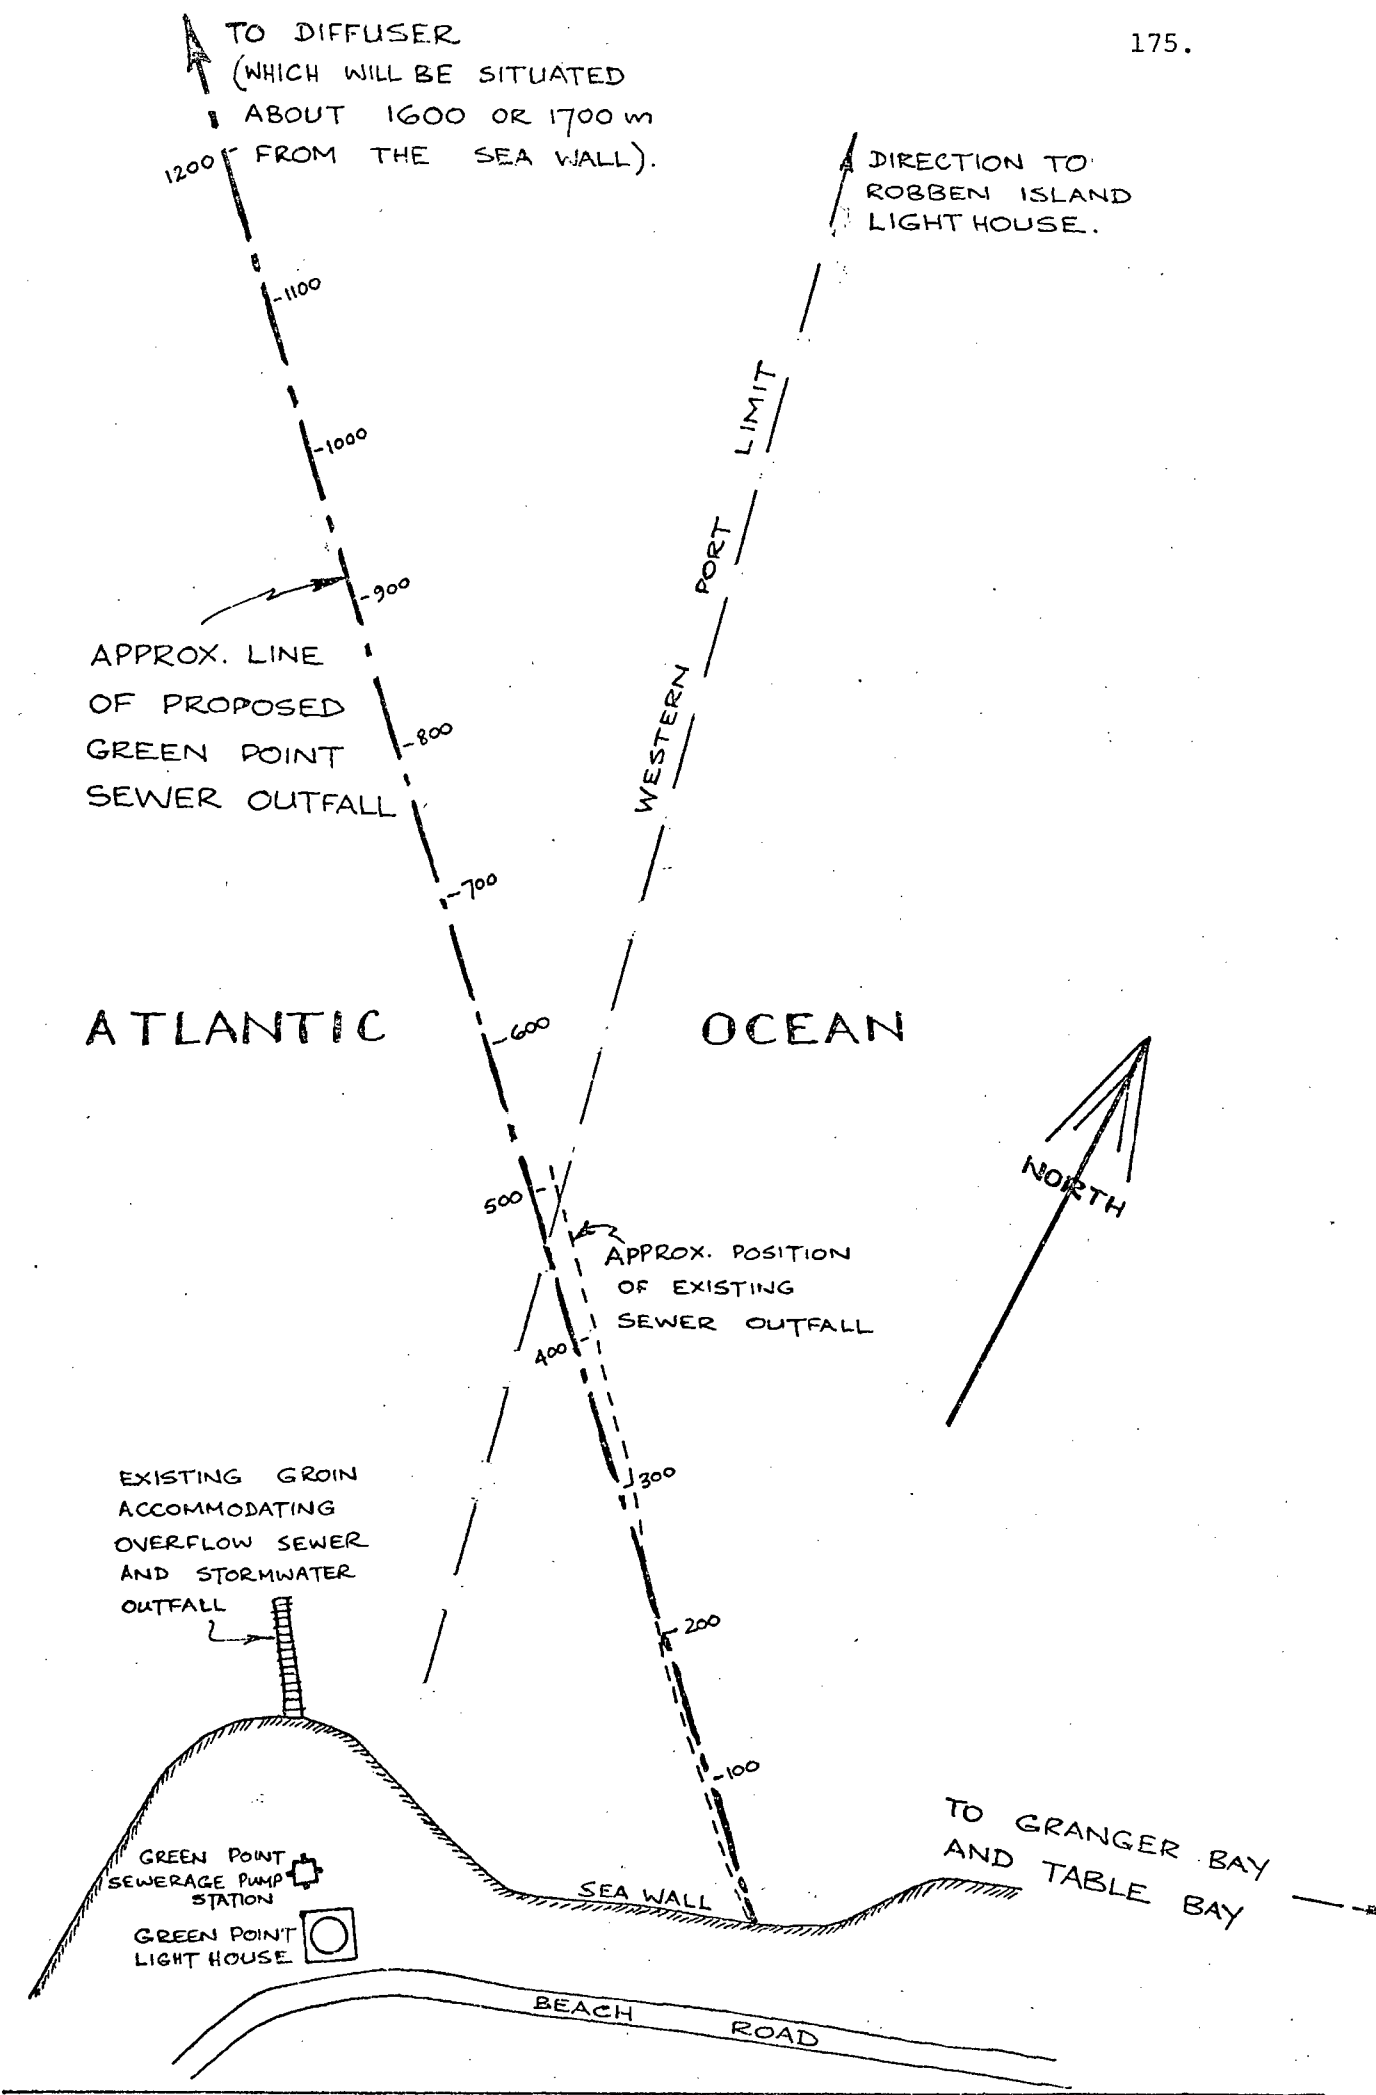 175.
TO DIFFUSER
(WHICH WILL BE SITUATED
ABOUT 1600 OR 1700 m
FROM THE SEA WALL).
1200
DIRECTION TO
ROBBEN ISLAND
LIGHT HOUSE.
1100
1000
900
WESTERN PORT LIMIT
APPROX. LINE
OF PROPOSED
GREEN POINT
SEWER OUTFALL
800
700
ATLANTIC OCEAN
600
NORTH
500
APPROX. POSITION
OF EXISTING
SEWER OUTFALL
400
300
EXISTING GROIN
ACCOMMODATING
OVERFLOW SEWER
AND STORMWATER
OUTFALL
200
100
TO GRANGER BAY
AND TABLE BAY
GREEN POINT
SEWERAGE PUMP
STATION
SEA WALL
GREEN POINT
LIGHT HOUSE
BEACH ROAD